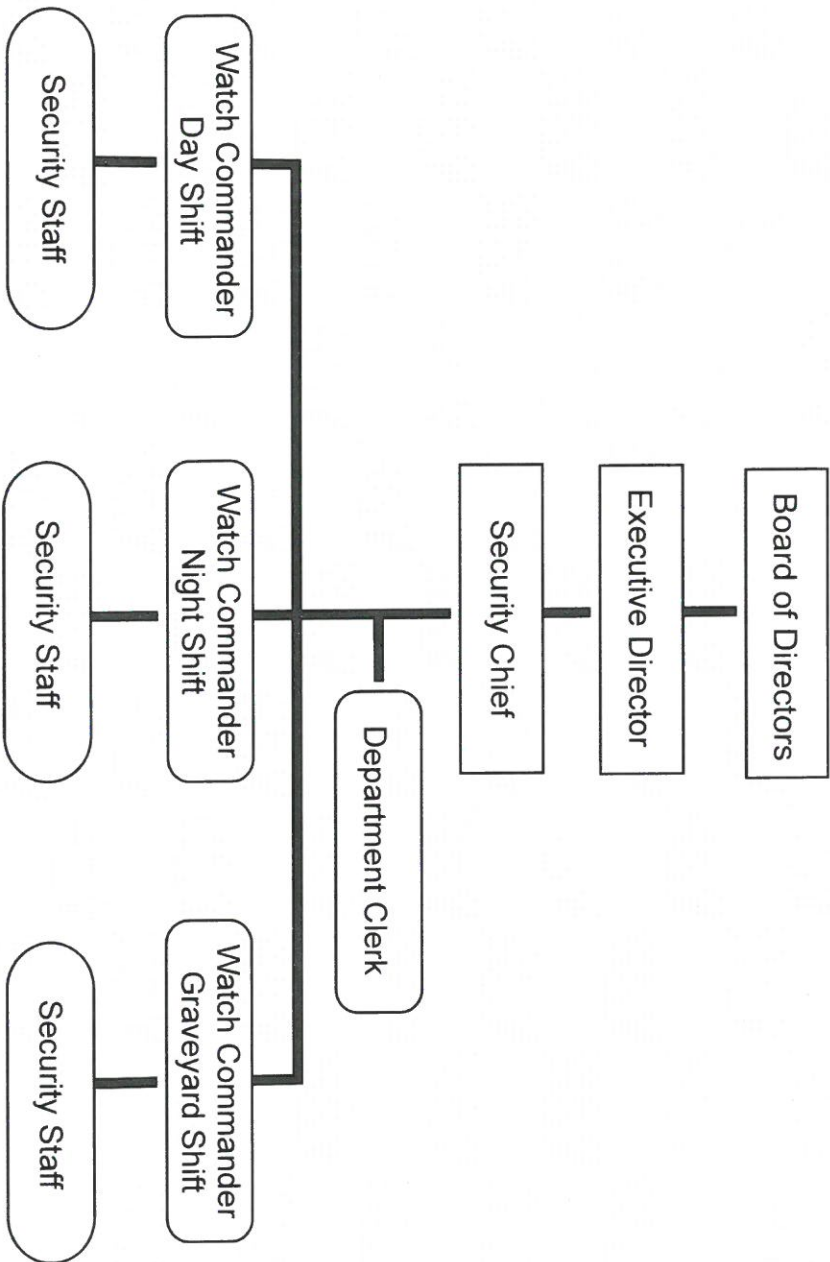 Board of Directors
Executive Director
Security Chief
Department Clerk
Watch Commander
Day Shift
Watch Commander
Night Shift
Watch Commander
Graveyard Shift
Security Staff
Security Staff
Security Staff